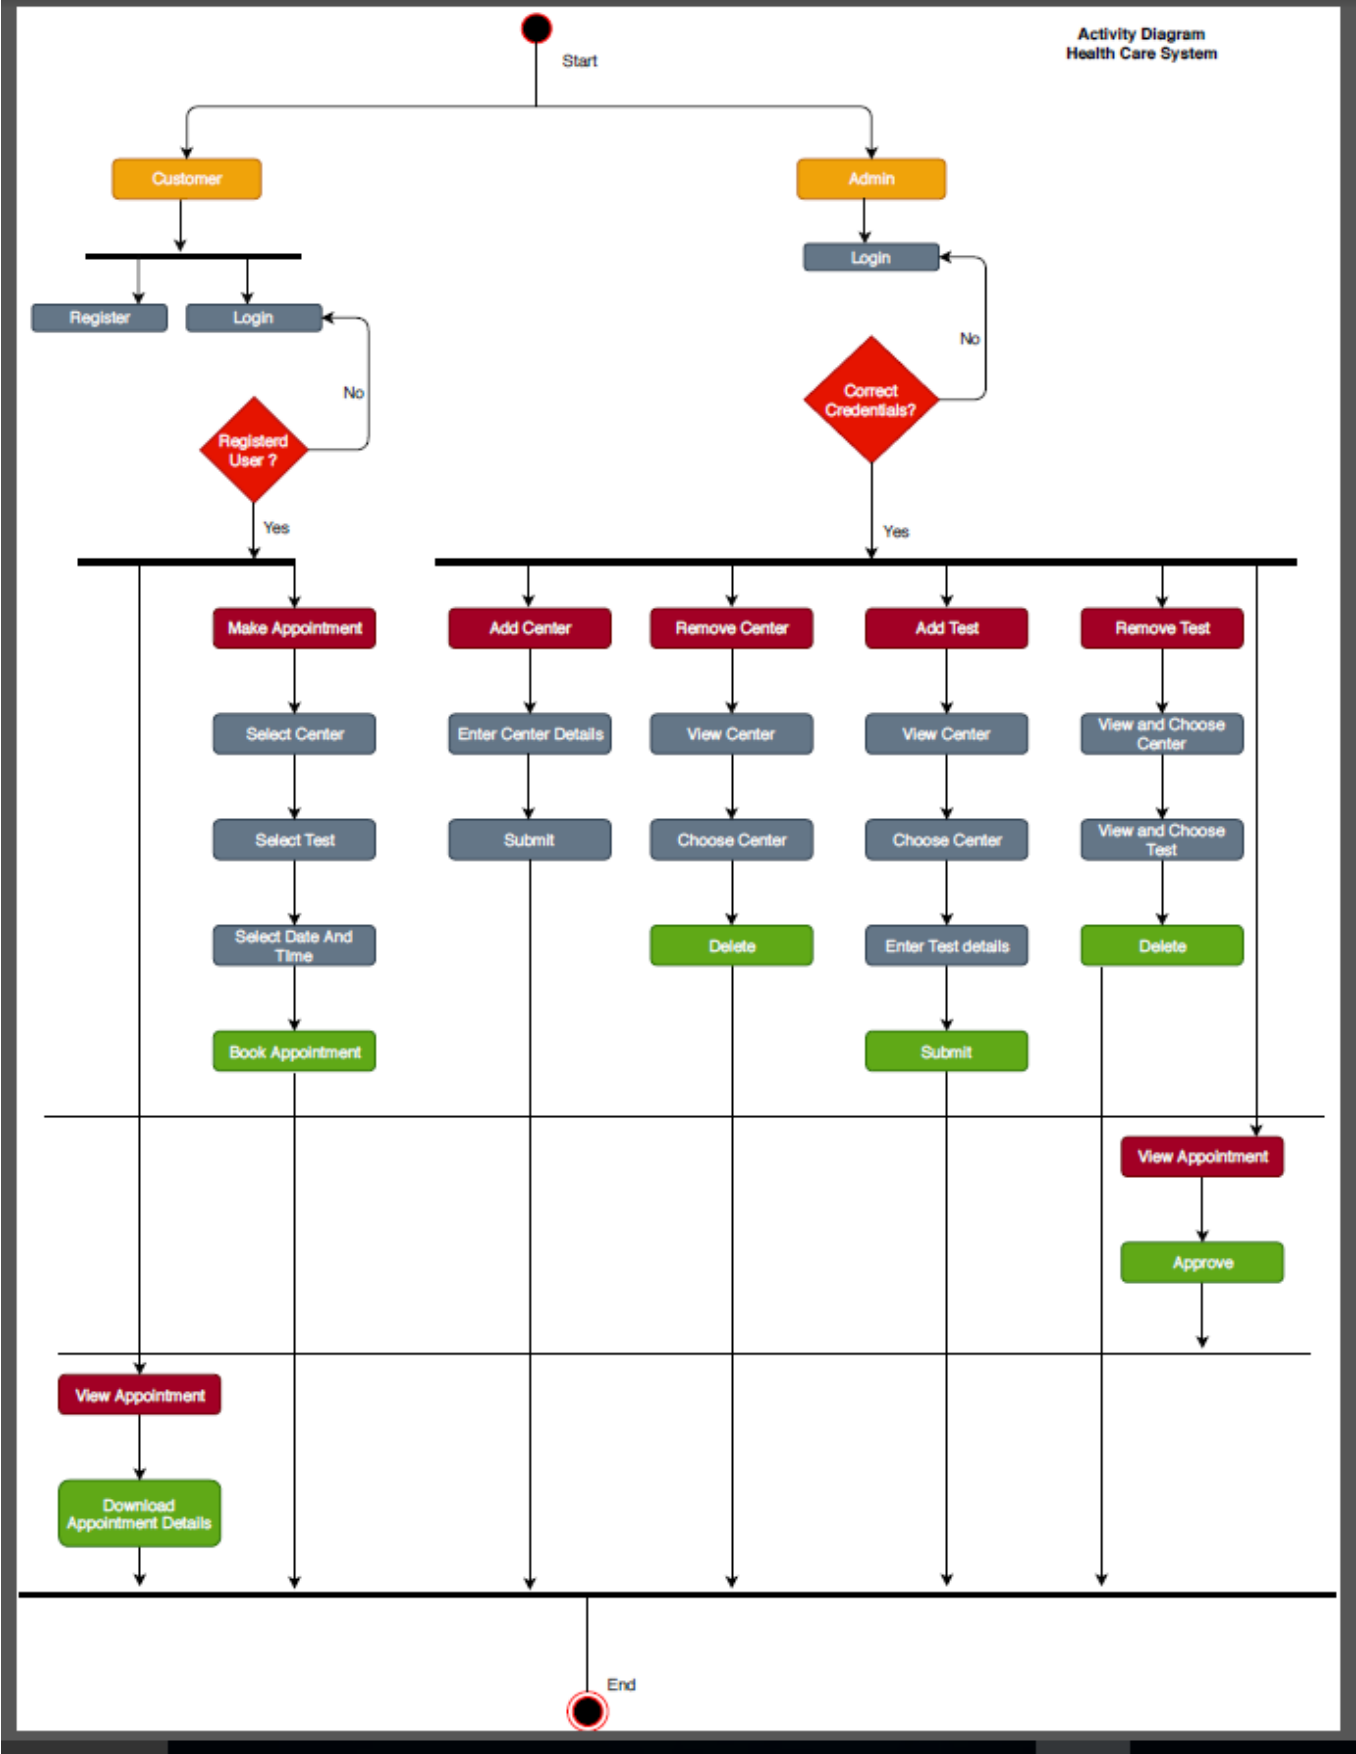 Activity Diagram
Health Care System
Start
Customer
Admin
Login
Register
Login
No
No
Correct
Credentials?
Registerd
User ?
Yes
Yes
Make Appointment
Add Center
Remove Center
Add Test
Remove Test
Select Center
Enter Center Details
View Center
View Center
View and Choose
Center
Select Test
Submit
Choose Center
Choose Center
View and Choose
Test
Select Date And
TIme
Delete
Enter Test details
Delete
Book Appointment
Submit
View Appointment
Approve
View Appointment
Download
Appointment Details
End